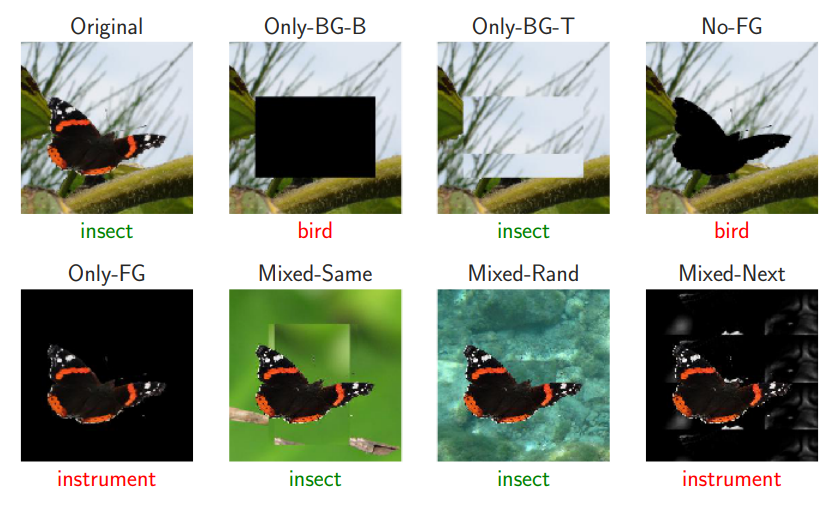 Original Only-BG-B Only-BG-T No-FG
insect bird insect bird
Only-FG Mixed-Same Mixed-Rand Mixed-Next
instrument insect insect instrument